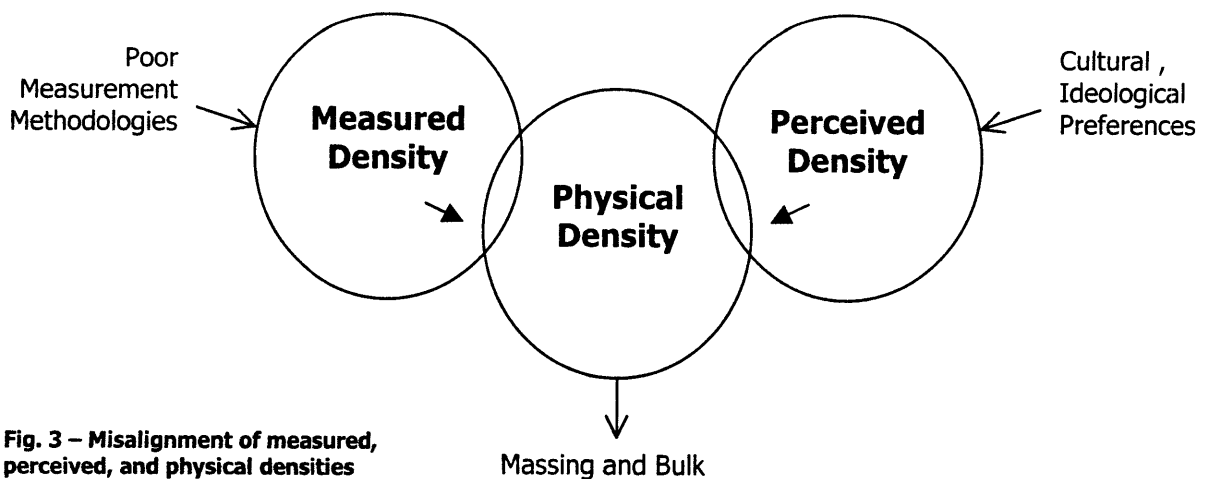 Poor
Measurement
Methodologies
Measured
Density
Physical
Density
Perceived
Density
Cultural ,
Ideological
Preferences
Massing and Bulk
Fig. 3 – Misalignment of measured,
perceived, and physical densities